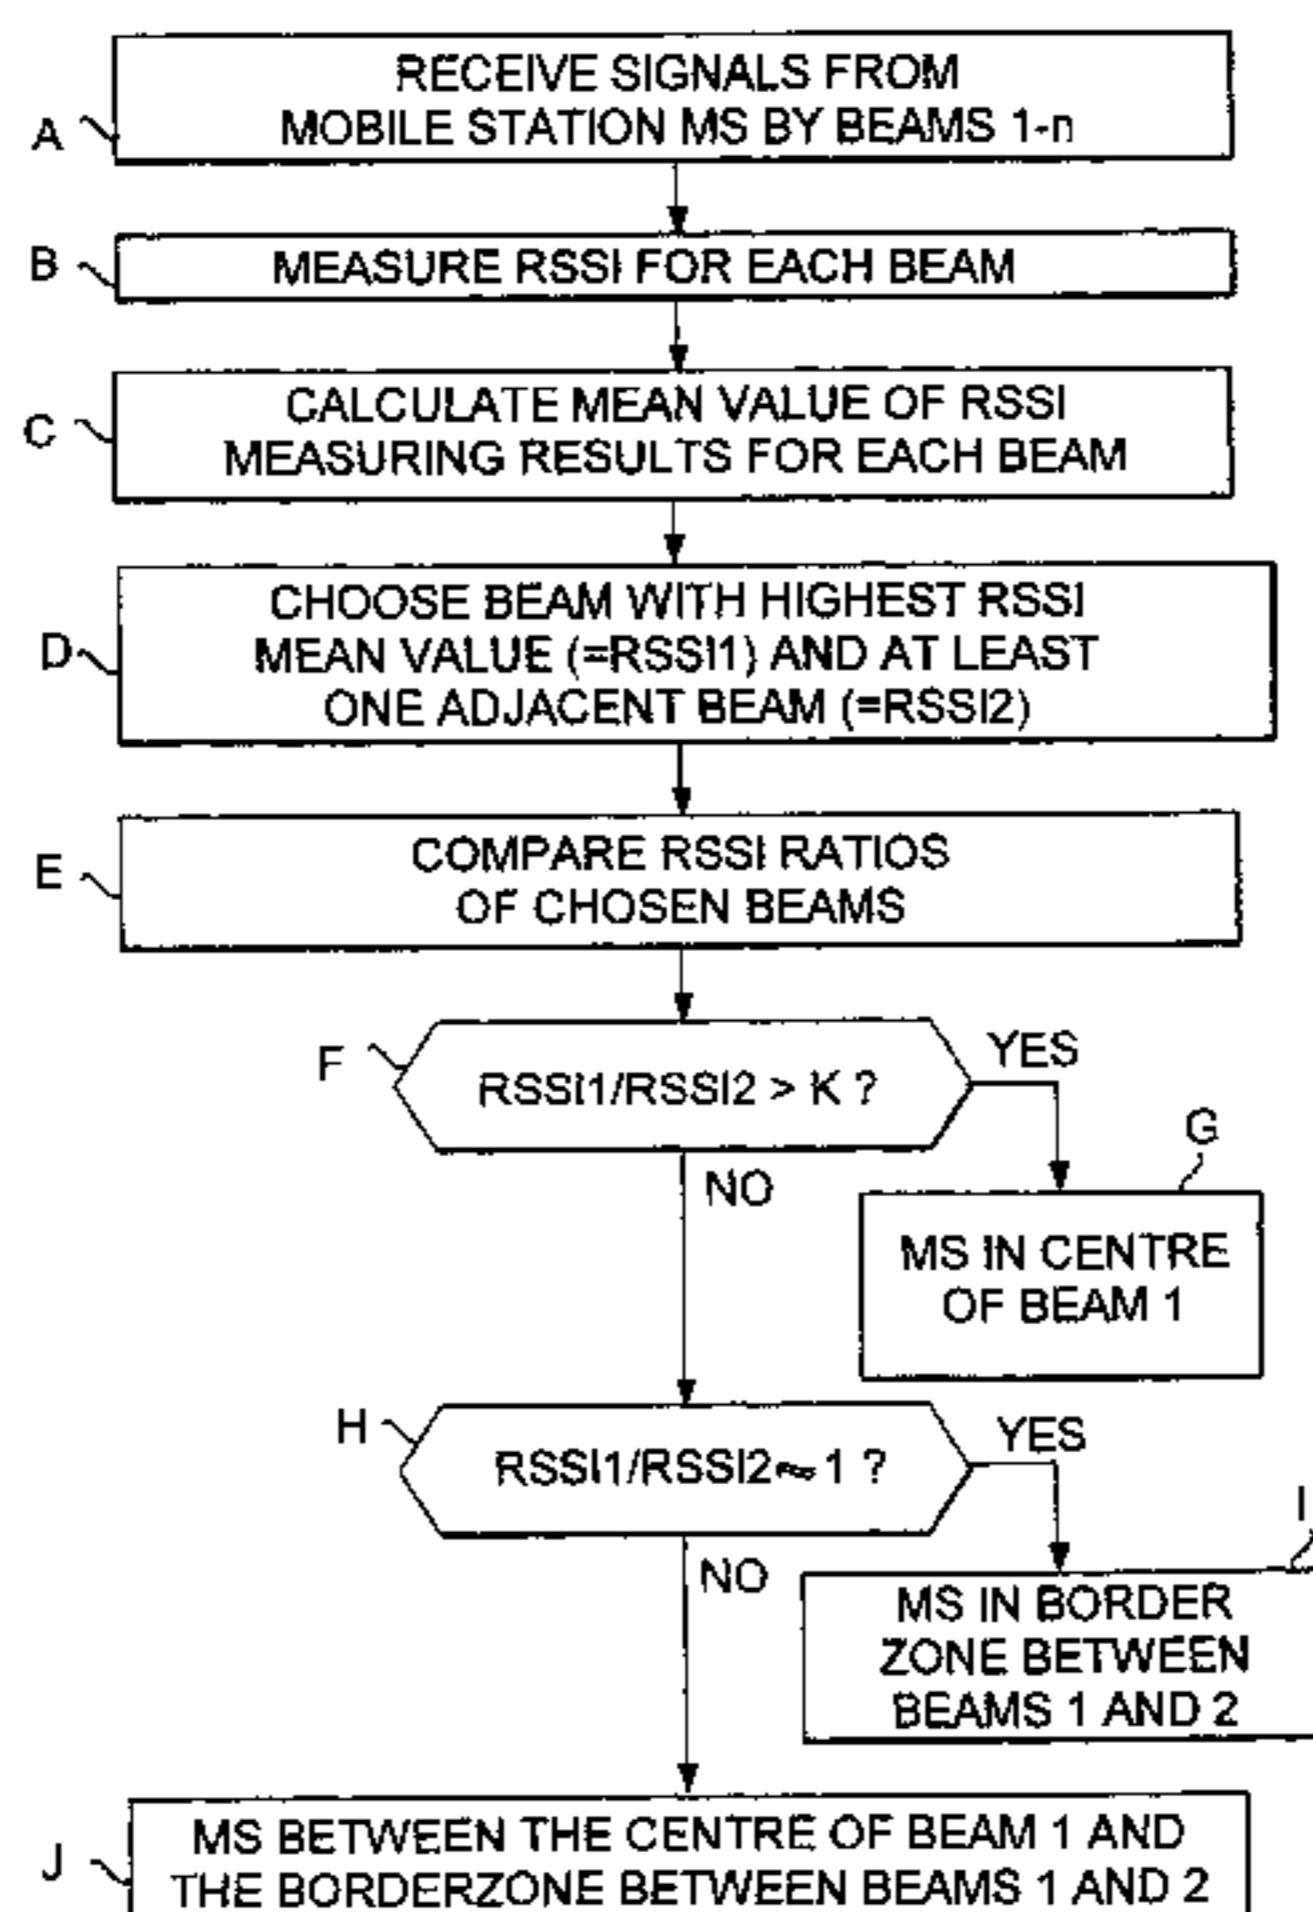 RECEIVE SIGNALS FROM
MOBILE STATION MS BY BEAMS 1-n
A
B
MEASURE RSSI FOR EACH BEAM
CALCULATE MEAN VALUE OF RSSI
MEASURING RESULTS FOR EACH BEAM
C
CHOOSE BEAM WITH HIGHEST RSSI
MEAN VALUE (=RSSI1) AND AT LEAST
ONE ADJACENT BEAM (=RSSI2)
D
COMPARE RSSI RATIOS
OF CHOSEN BEAMS
E
F
RSSI1/RSSI2 > K ?
YES
NO
G
MS IN CENTRE
OF BEAM 1
H
RSSI1/RSSI2≈1 ?
YES
NO
I
MS IN BORDER
ZONE BETWEEN
BEAMS 1 AND 2
J
MS BETWEEN THE CENTRE OF BEAM 1 AND
THE BORDERZONE BETWEEN BEAMS 1 AND 2